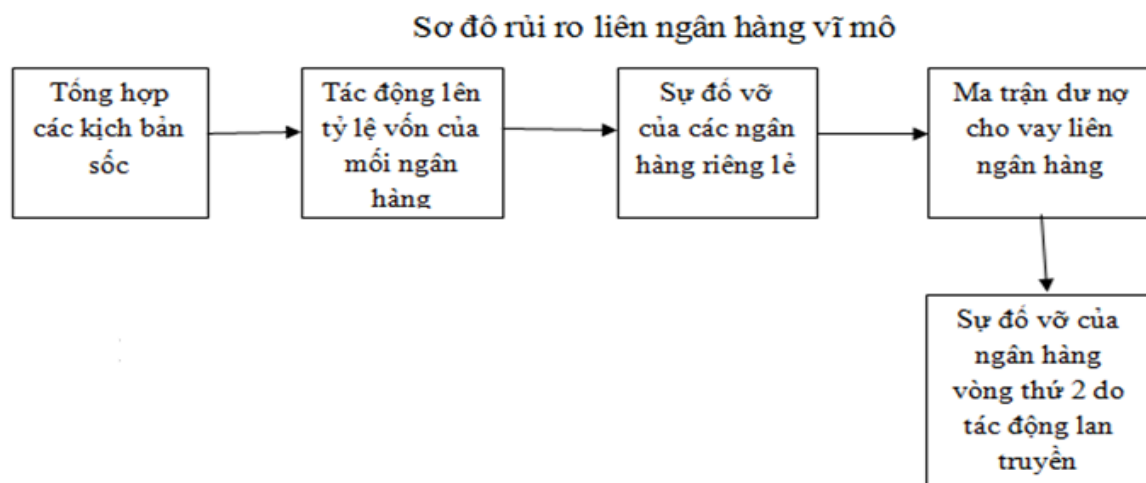 Sơ đồ rủi ro liên ngân hàng vĩ mô
Tổng hợp
các kịch bản
sốc
Tác động lên
tỷ lệ vốn của
mỗi ngân
hàng
Sự đổ vỡ
của các ngân
hàng riêng lẻ
Ma trận dư nợ
cho vay liên
ngân hàng
Sự đổ vỡ của
ngân hàng
vòng thứ 2 do
tác động lan
truyền